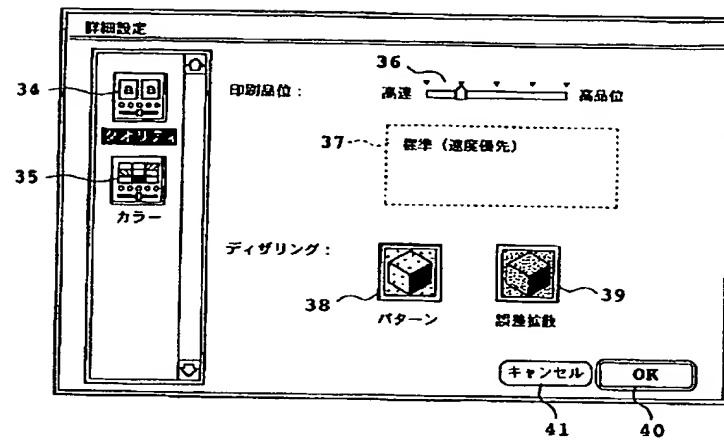 詳細設定
34
クオリティ
35
カラー
印刷品位：
36
高速
高品位
37
標準（速度優先）
ディザリング：
38
パターン
39
誤差拡散
キャンセル
OK
41
40